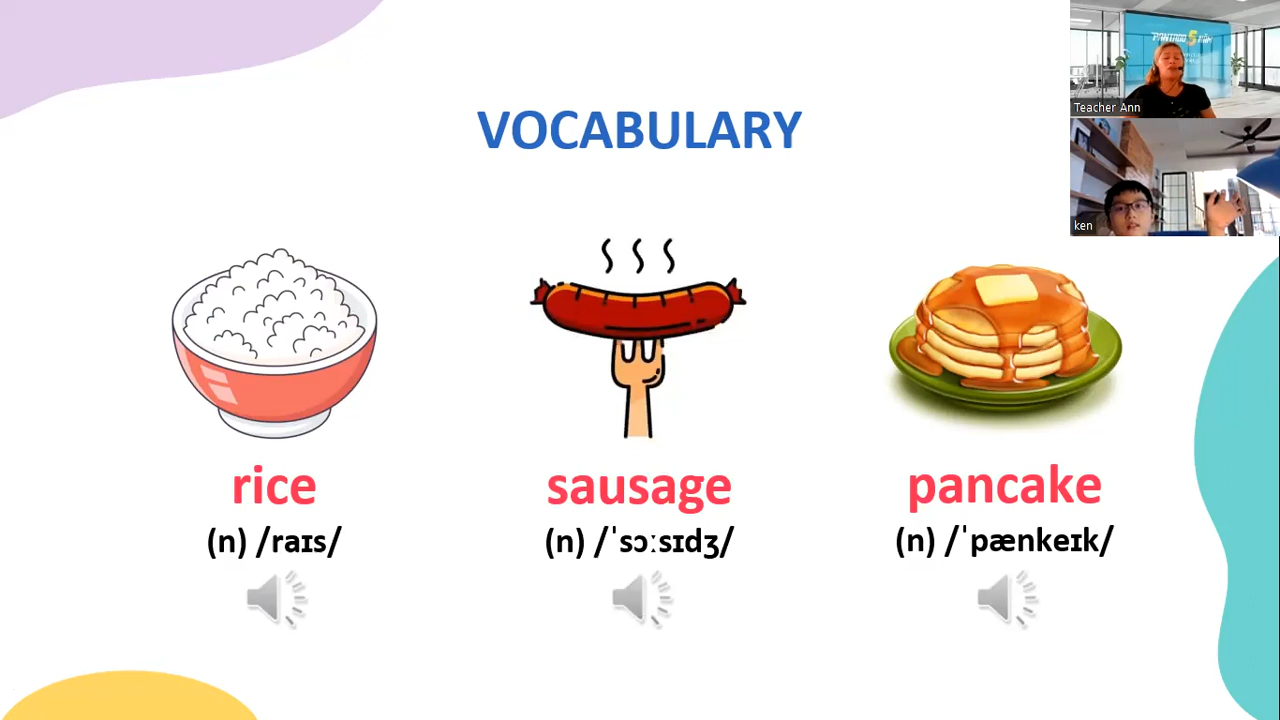 VOCABULARY
Teacher Ann
ken
rice
(n) /raɪs/
sausage
(n) /ˈsɔːsɪdʒ/
pancake
(n) /ˈpænkeɪk/